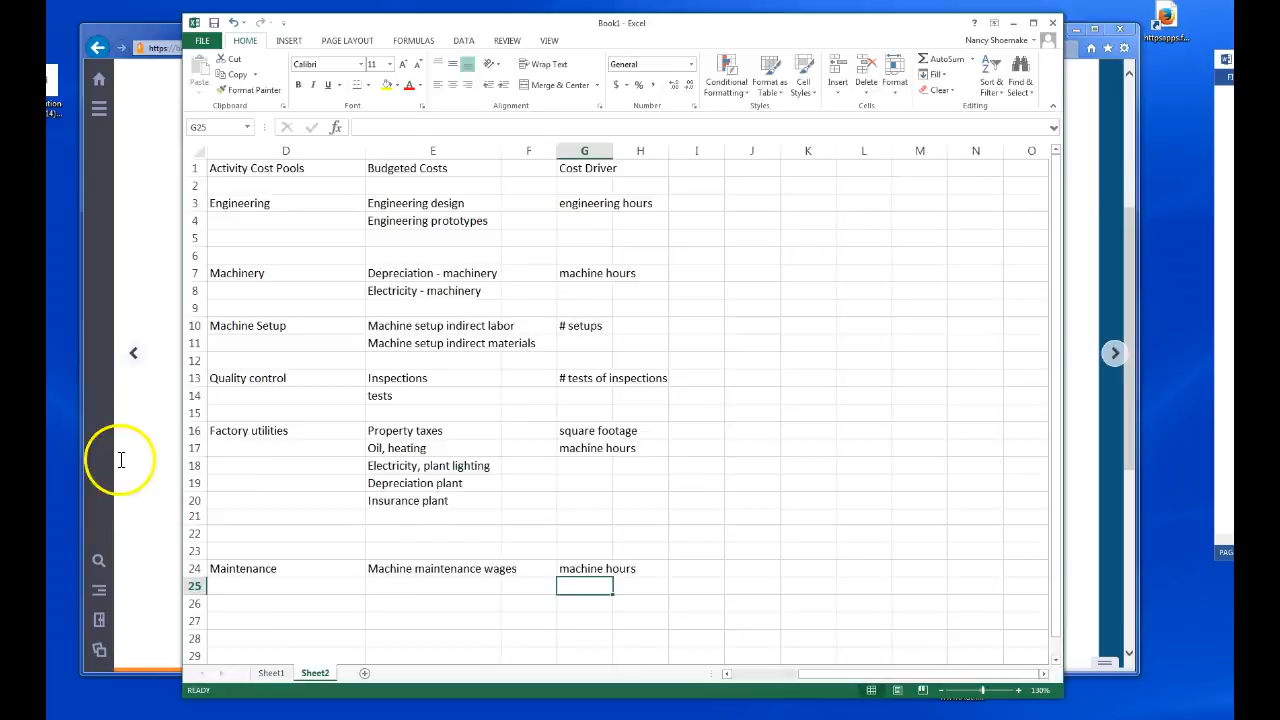 Book1 - Excel
FILE HOME INSERT PAGE LAYOUT FORMULAS DATA REVIEW VIEW Nancy Shoemake
Cut
Copy
Format Painter
Paste
Clipboard
Calibri 11
Font
Wrap Text
Merge & Center
Alignment
General
Number
Conditional Formatting
Format as Table
Cell Styles
Styles
Insert Delete Format
Cells
AutoSum
Fill
Clear
Sort & Filter
Find & Select
Editing
G25
D E F G H I J K L M N O
1 Activity Cost Pools Budgeted Costs Cost Driver
2
3 Engineering Engineering design engineering hours
4 Engineering prototypes
5
6
7 Machinery Depreciation - machinery machine hours
8 Electricity - machinery
9
10 Machine Setup Machine setup indirect labor # setups
11 Machine setup indirect materials
12
13 Quality control Inspections # tests of inspections
14 tests
15
16 Factory utilities Property taxes square footage
17 Oil, heating machine hours
18 Electricity, plant lighting
19 Depreciation plant
20 Insurance plant
21
22
23
24 Maintenance Machine maintenance wages machine hours
25
26
27
28
29
Sheet1 Sheet2
READY 130%
https://b
httpsapps.f...